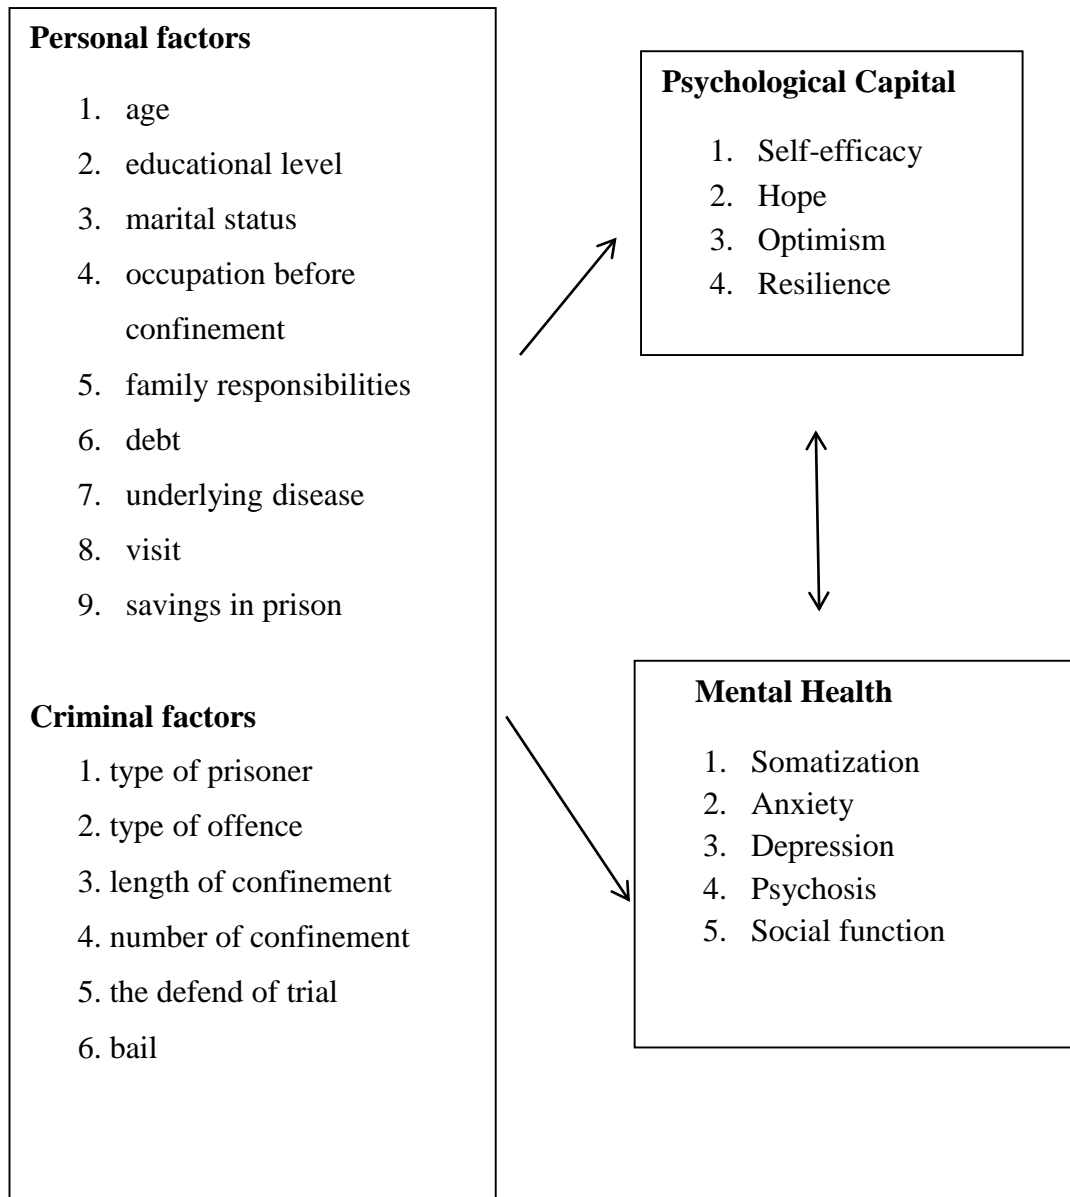 Personal factors
1. age
2. educational level
3. marital status
4. occupation before
confinement
5. family responsibilities
6. debt
7. underlying disease
8. visit
9. savings in prison
Criminal factors
1. type of prisoner
2. type of offence
3. length of confinement
4. number of confinement
5. the defend of trial
6. bail
Psychological Capital
1. Self-efficacy
2. Hope
3. Optimism
4. Resilience
Mental Health
1. Somatization
2. Anxiety
3. Depression
4. Psychosis
5. Social function